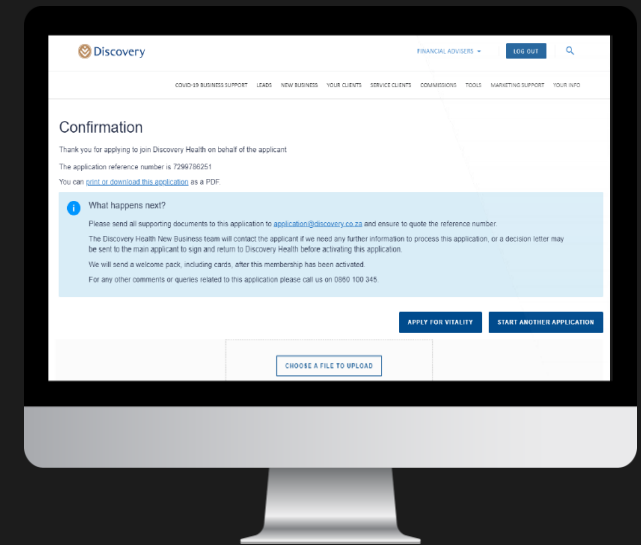 Discovery
FINANCIAL ADVISERS
LOG OUT
COVID-19 BUSINESS SUPPORT LEADS NEW BUSINESS YOUR CLIENTS SERVICE CLIENTS COMMISSIONS TOOLS MARKETING SUPPORT YOUR INFO
Confirmation
Thank you for applying to join Discovery Health on behalf of the applicant
The application reference number is 7299786251
You can print or download this application as a PDF.
What happens next?
Please send all supporting documents to this application to application@discovery.co.za and ensure to quote the reference number.
The Discovery Health New Business team will contact the applicant if we need any further information to process this application, or a decision letter may
be sent to the main applicant to sign and return to Discovery Health before activating this application.
We will send a welcome pack, including cards, after this membership has been activated.
For any other comments or queries related to this application please call us on 0860 100 345.
APPLY FOR VITALITY
START ANOTHER APPLICATION
CHOOSE A FILE TO UPLOAD